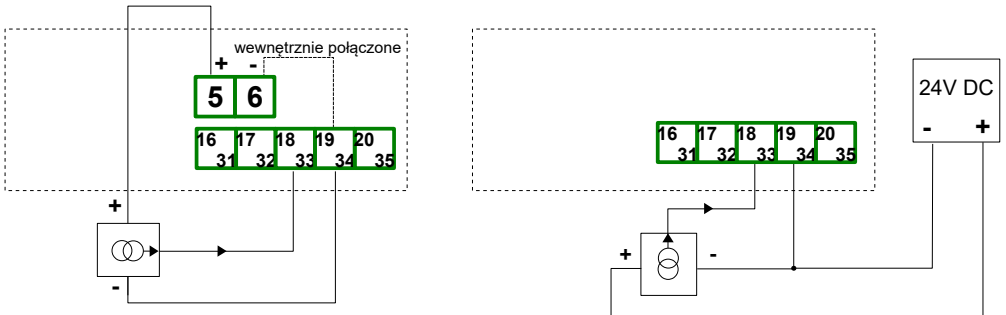 wewnętrznie połączone
+ -
5 6
16 17 18 19 20
31 32 33 34 35
+
-
24V DC
- +
16 17 18 19 20
31 32 33 34 35
+ -